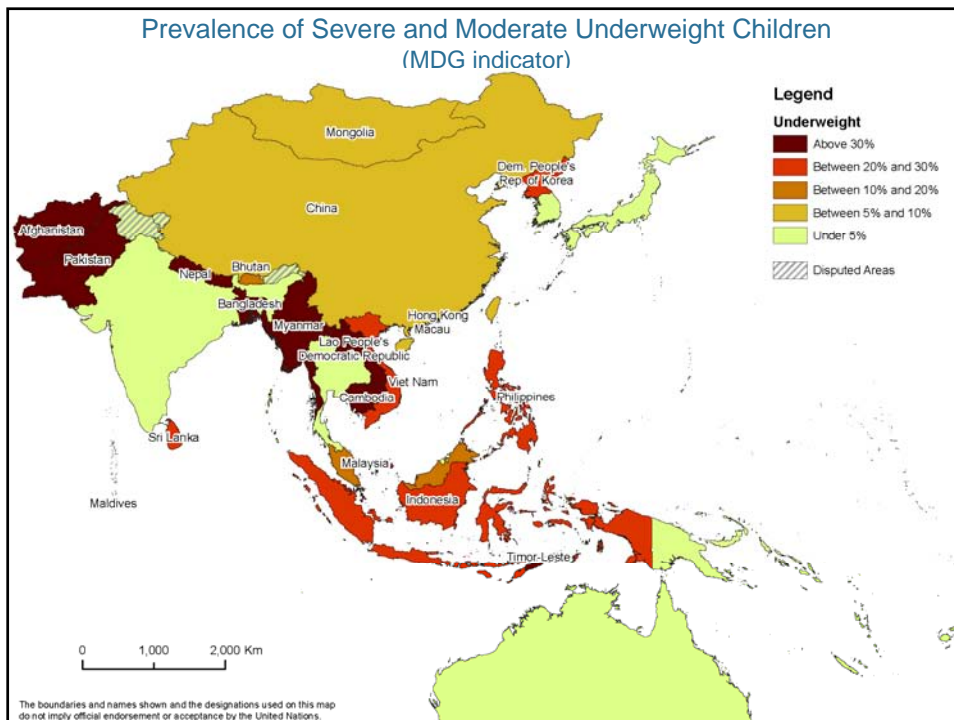 Prevalence of Severe and Moderate Underweight Children
(MDG indicator)
Legend
Underweight
Above 30%
Between 20% and 30%
Between 10% and 20%
Between 5% and 10%
Under 5%
Disputed Areas
Mongolia
Dem. People's
Rep of Korea
China
Afghanistan
Pakistan
Nepal
Bhutan
Bangladesh
Myanmar
Hong Kong
Macau
Lao People's
Democratic Republic
Viet Nam
Cambodia
Philippines
Sri Lanka
Malaysia
Maldives
Indonesia
Timor-Leste
0 1,000 2,000 Km
The boundaries and names shown and the designations used on this map
do not imply official endorsement or acceptance by the United Nations.